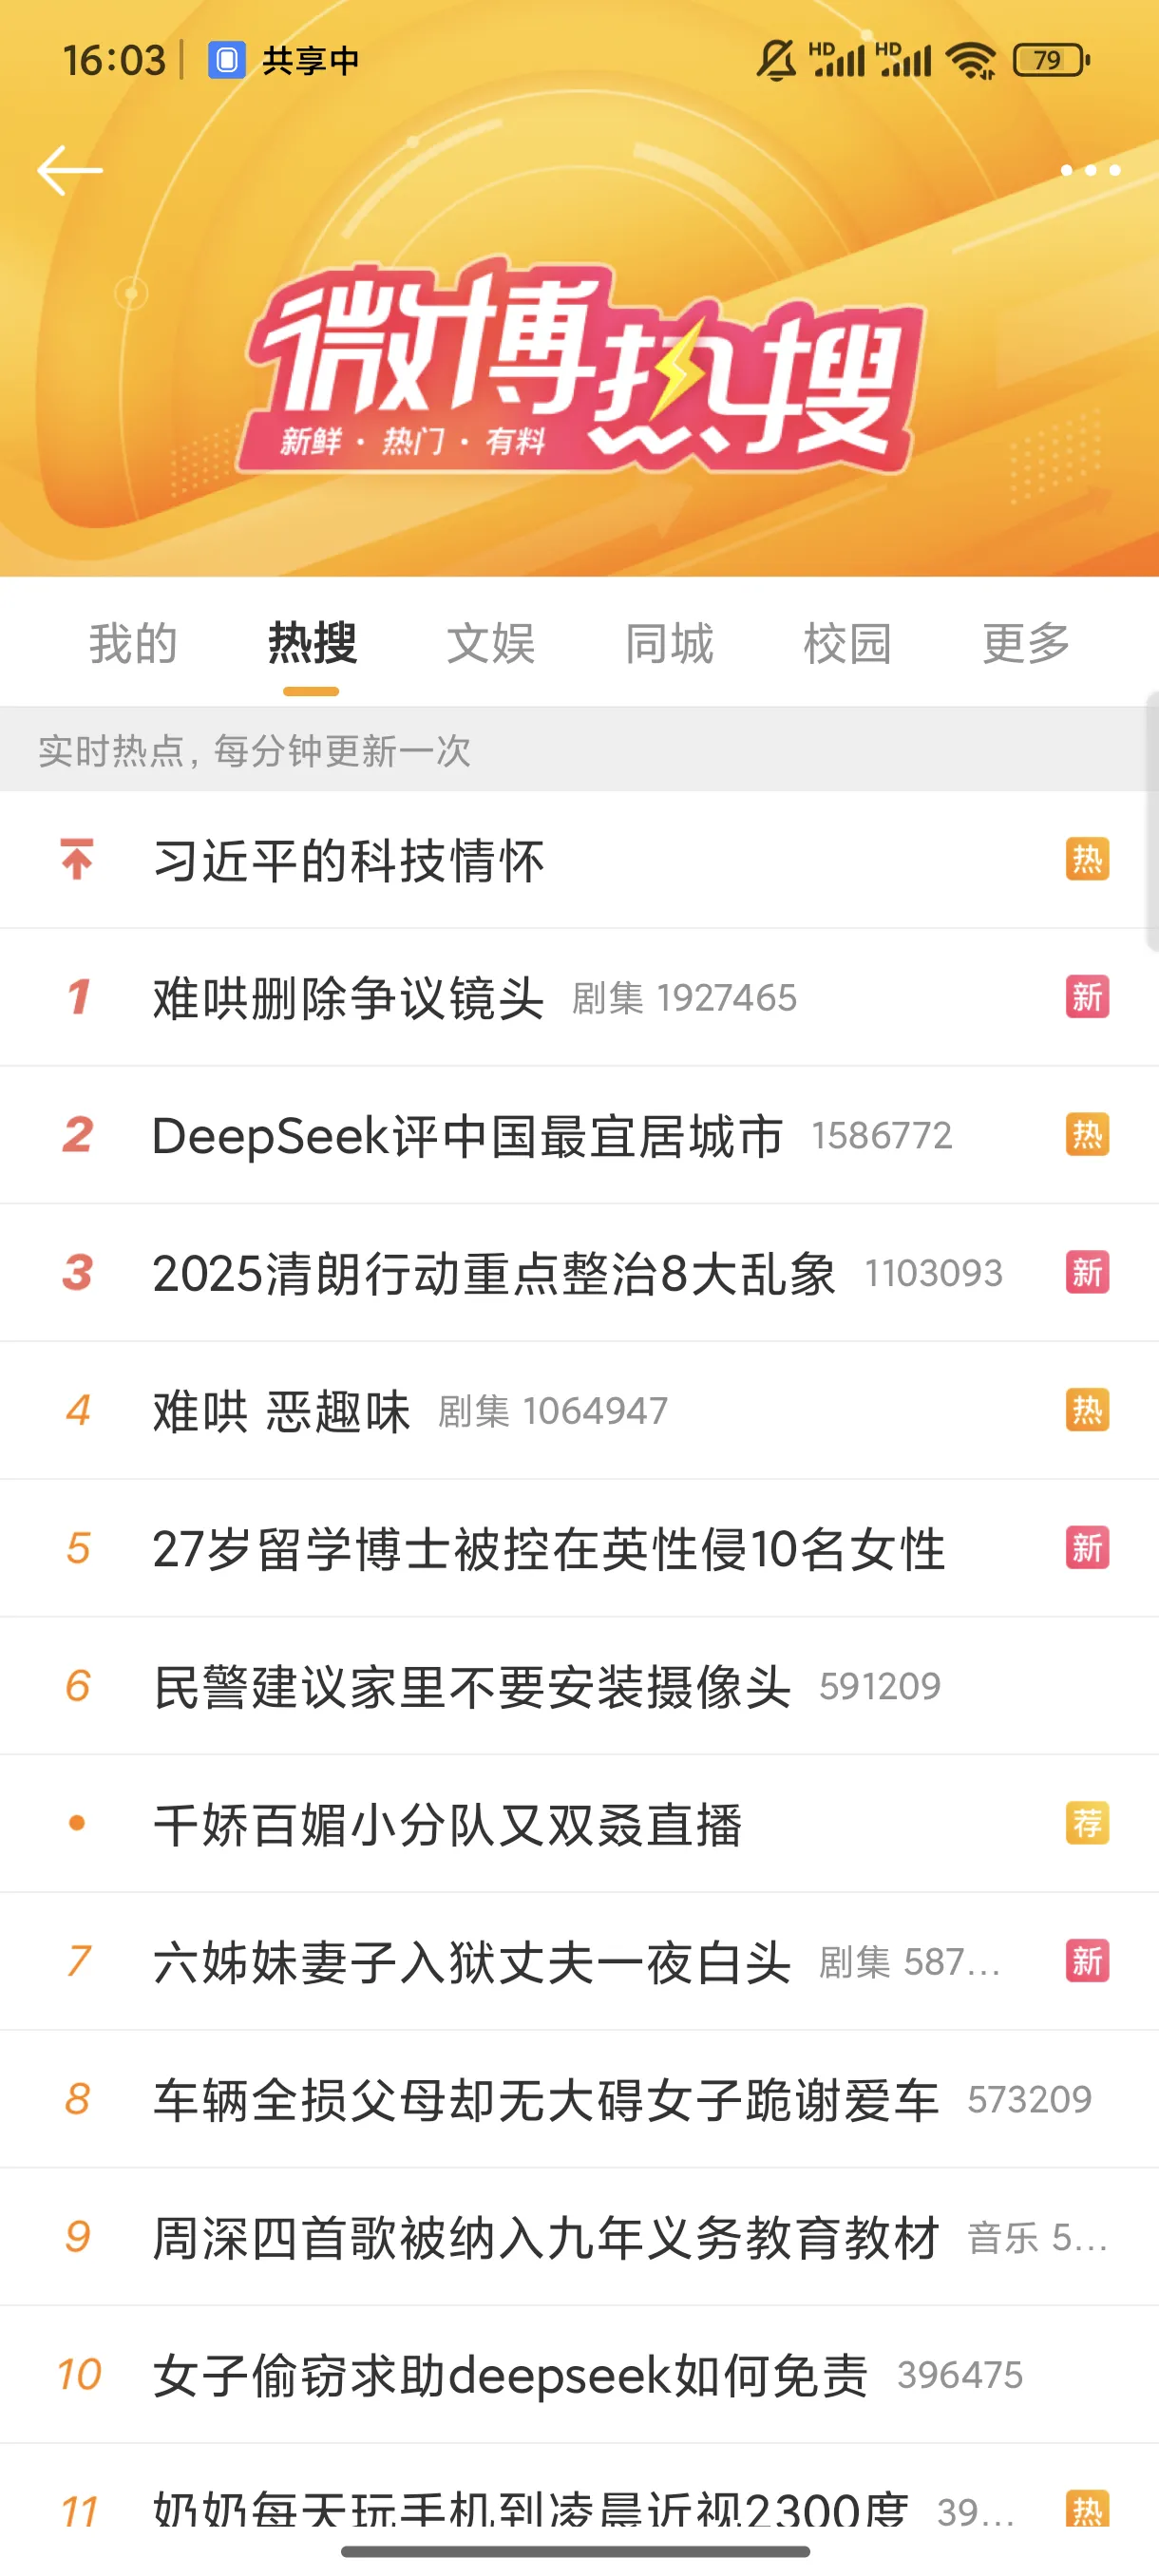 16:03 共享中 HD HD 79
微博热搜
新鲜 · 热门 · 有料
我的 热搜 文娱 同城 校园 更多
实时热点，每分钟更新一次
习近平的科技情怀 热
1 难哄删除争议镜头 剧集 1927465 新
2 DeepSeek评中国最宜居城市 1586772 热
3 2025清朗行动重点整治8大乱象 1103093 新
4 难哄 恶趣味 剧集 1064947 热
5 27岁留学博士被控在英性侵10名女性 新
6 民警建议家里不要安装摄像头 591209
千娇百媚小分队又双叒直播 荐
7 六姊妹妻子入狱丈夫一夜白头 剧集 587... 新
8 车辆全损父母却无大碍女子跪谢爱车 573209
9 周深四首歌被纳入九年义务教育教材 音乐 5...
10 女子偷窃求助deepseek如何免责 396475
11 奶奶每天玩手机到凌晨近视2300度 39... 热